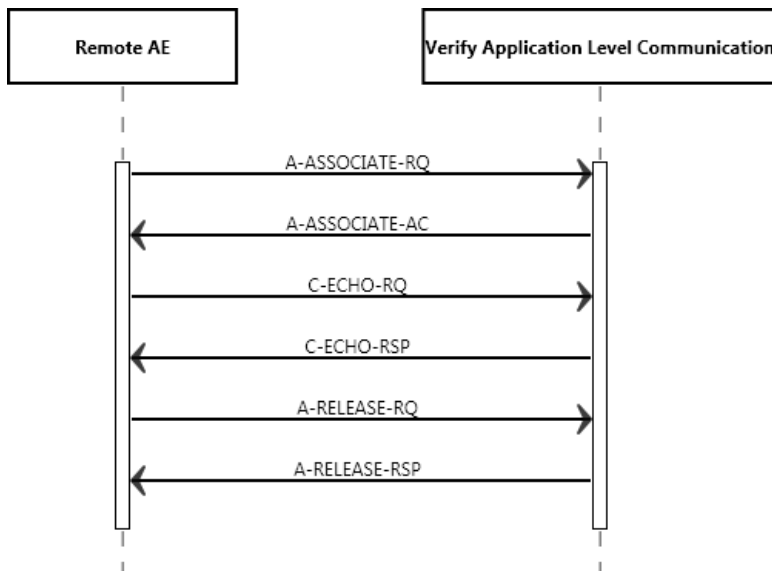 Remote AE
Verify Application Level Communication
A-ASSOCIATE-RQ
A-ASSOCIATE-AC
C-ECHO-RQ
C-ECHO-RSP
A-RELEASE-RQ
A-RELEASE-RSP